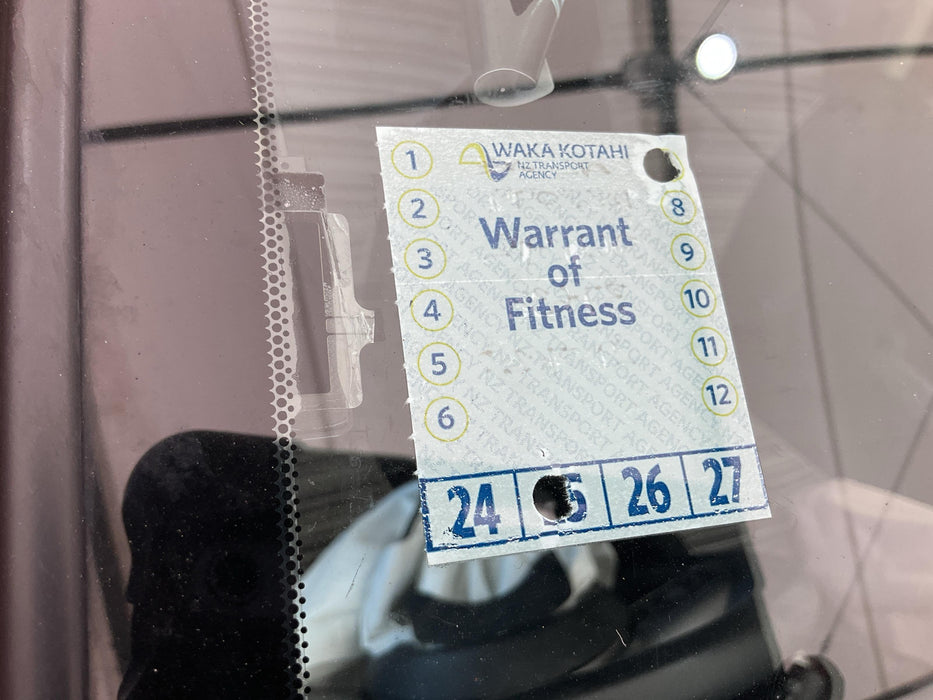 WAKA KOTAHI
NZ TRANSPORT
AGENCY
Warrant
of
Fitness
1
2
3
4
5
6
8
9
10
11
12
24 5 26 27